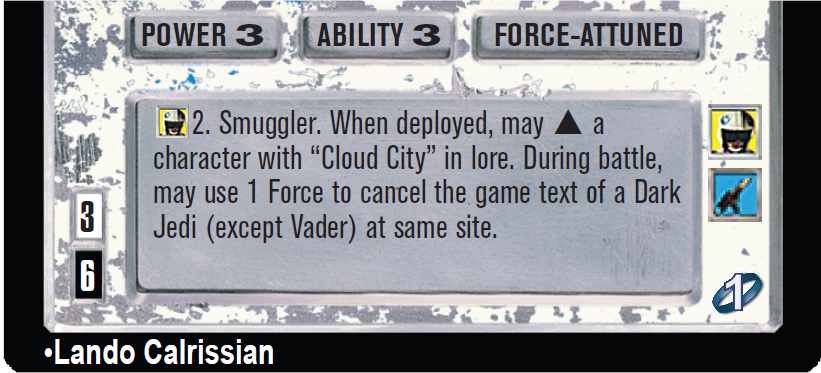 POWER 3 ABILITY 3 FORCE-ATTUNED
2. Smuggler. When deployed, may ▲ a
character with “Cloud City” in lore. During battle,
may use 1 Force to cancel the game text of a Dark
Jedi (except Vader) at same site.
3
6
1
•Lando Calrissian